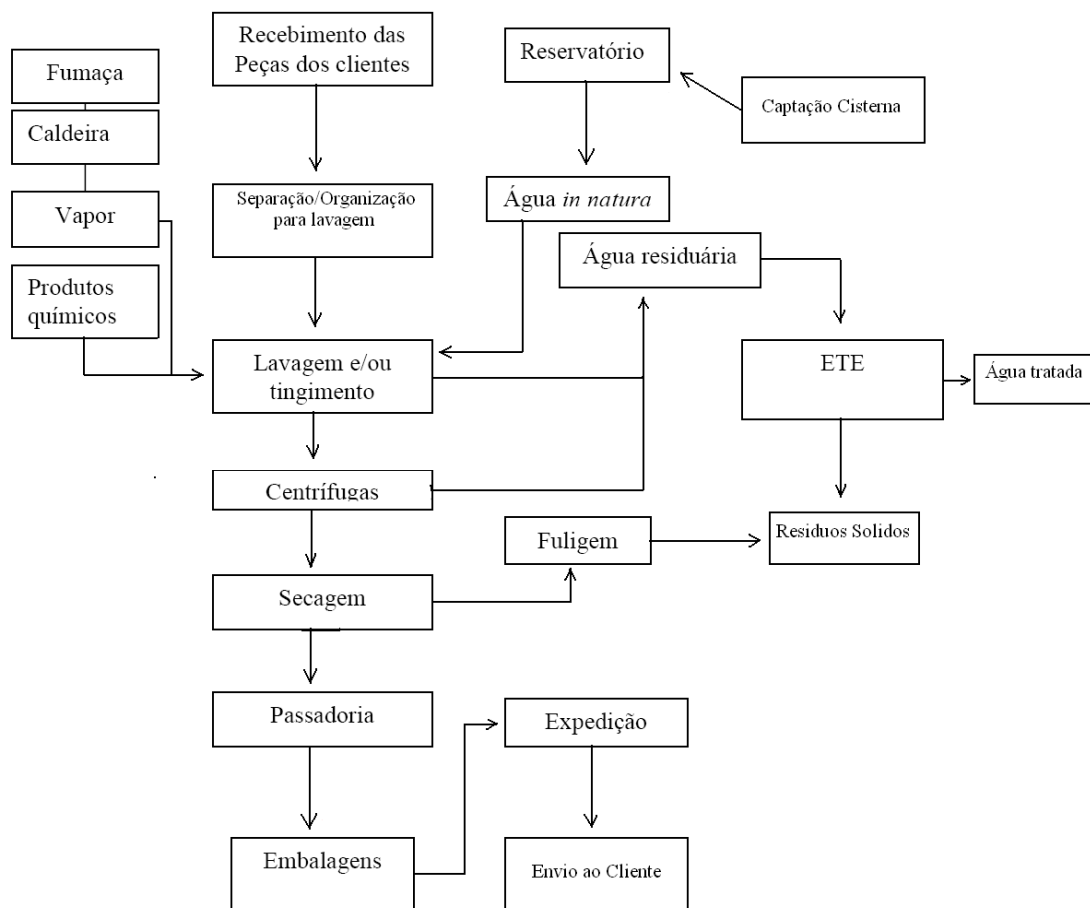 Recebimento das
Peças dos clientes
Reservatório
Fumaça
Captação Cisterna
Caldeira
Separação/Organização
para lavagem
Água in natura
Vapor
Água residuária
Produtos
químicos
Lavagem e/ou
tingimento
ETE
Água tratada
Centrífugas
Fuligem
Residuos Solidos
Secagem
Passadoria
Expedição
Embalagens
Envio ao Cliente